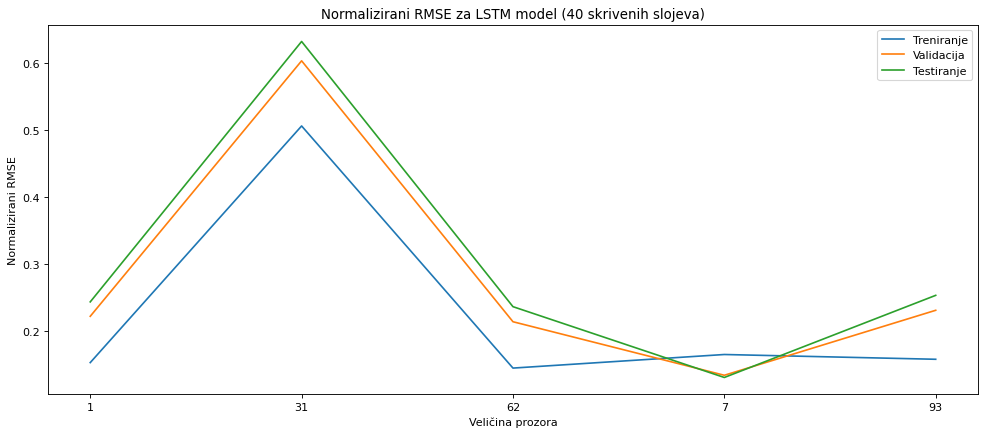 Normalizirani RMSE za LSTM model (40 skrivenih slojeva)
Treniranje
Validacija
Testiranje
Normalizirani RMSE
0.6
0.5
0.4
0.3
0.2
1 31 62 7 93
Veličina prozora